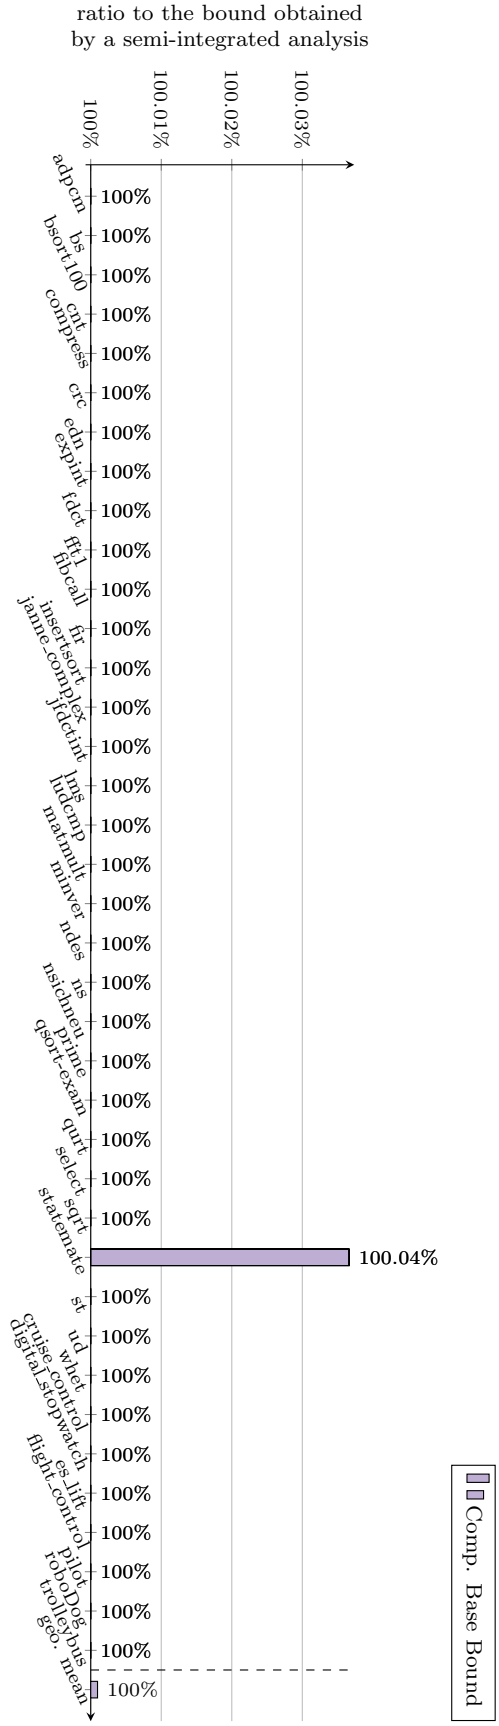 ratio to the bound obtained
by a semi-integrated analysis
100%
100.01%
100.02%
100.03%
adpcm 100%
bs 100%
bsort100 100%
cnt 100%
compress 100%
crc 100%
edn 100%
expint 100%
fdct 100%
fft1 100%
fibcall 100%
fir 100%
insertsort 100%
janne_complex 100%
jfdctint 100%
lms 100%
ludcmp 100%
matmult 100%
minver 100%
ndes 100%
ns 100%
nsichneu 100%
prime 100%
qsort-exam 100%
qurt 100%
select 100%
sqrt 100%
statemate 100.04%
st 100%
ud 100%
whet 100%
cruise_control 100%
digital_stopwatch 100%
es_lift 100%
flight_control 100%
pilot 100%
roboDog 100%
trolleybus 100%
geo. mean 100%
Comp. Base Bound